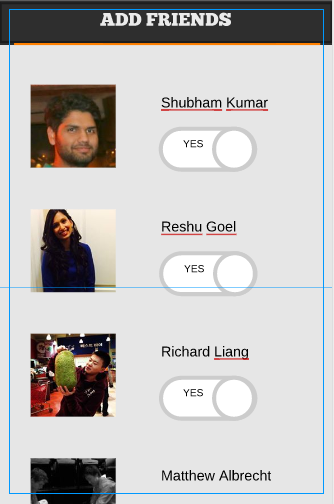 ADD FRIENDS
Shubham Kumar
YES
Reshu Goel
YES
Richard Liang
YES
Matthew Albrecht